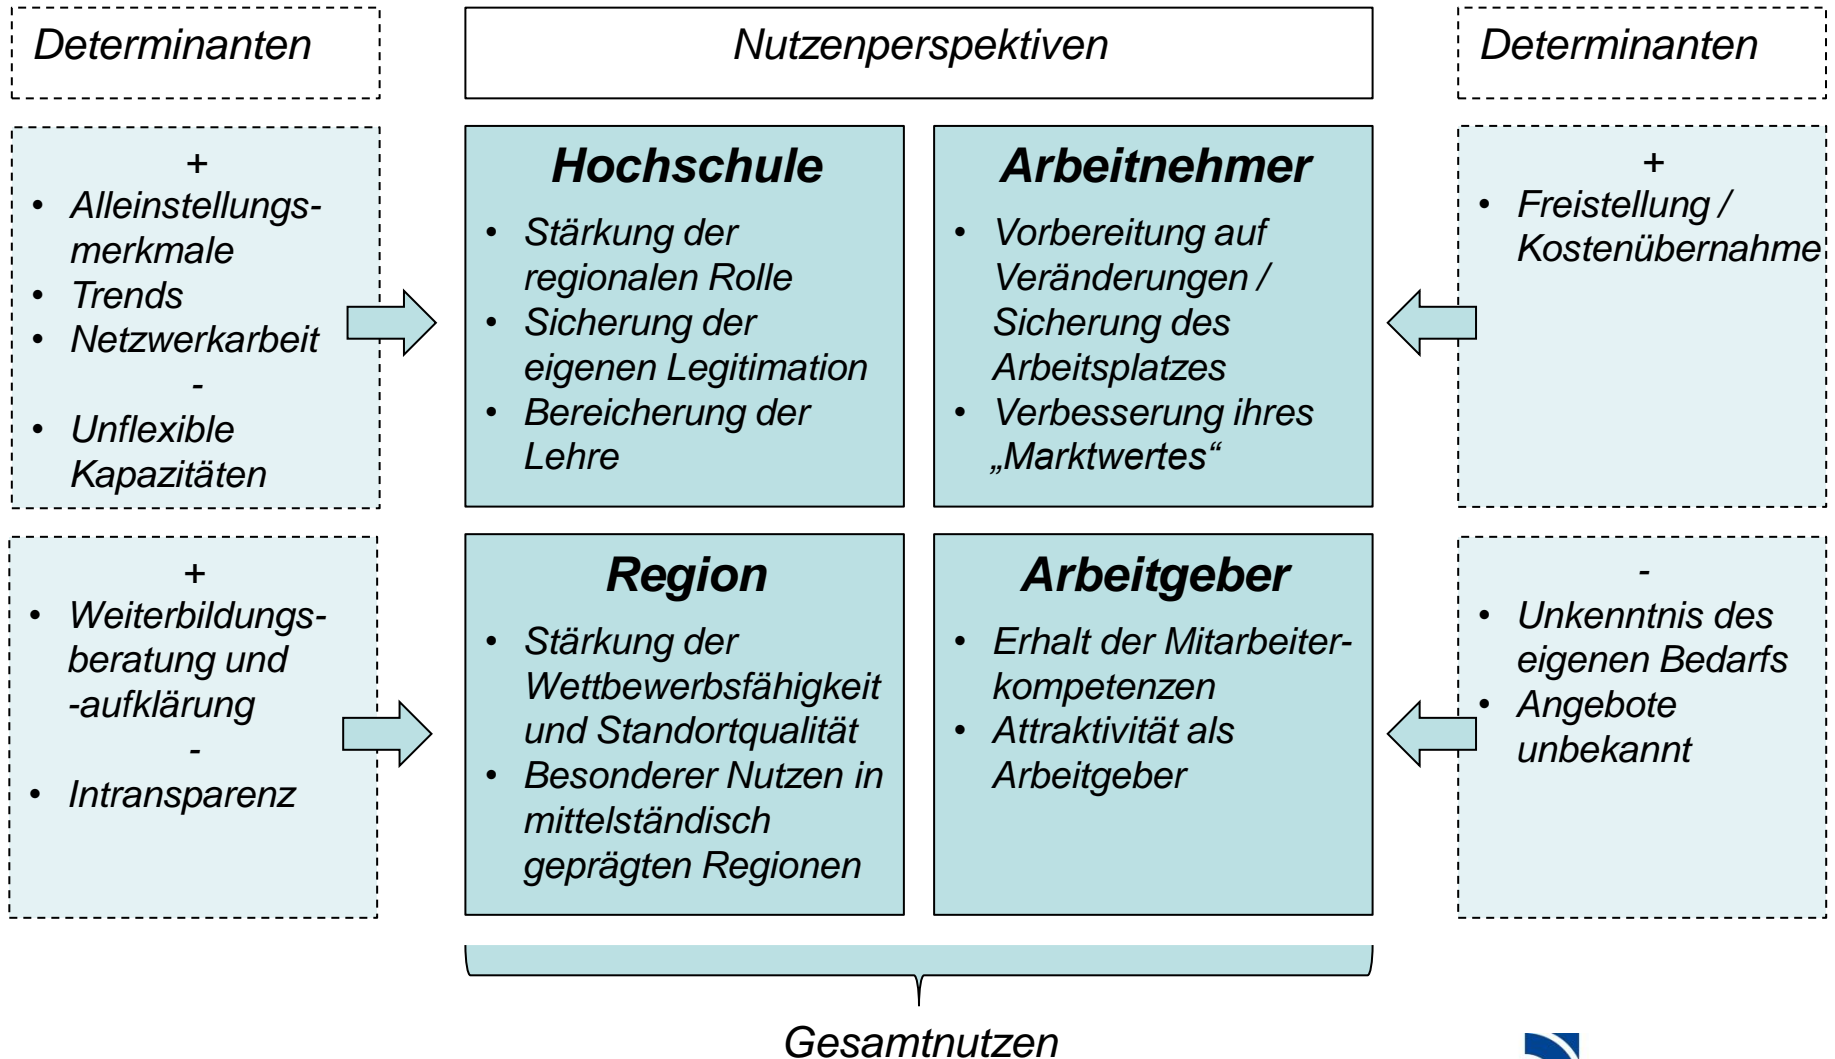 Determinanten
Nutzenperspektiven
Determinanten
+
• Alleinstellungs-
merkmale
• Trends
• Netzwerkarbeit
-
• Unflexible
Kapazitäten
Hochschule
• Stärkung der
regionalen Rolle
• Sicherung der
eigenen Legitimation
• Bereicherung der
Lehre
Arbeitnehmer
• Vorbereitung auf
Veränderungen /
Sicherung des
Arbeitsplatzes
• Verbesserung ihres
„Marktwertes“
+
• Freistellung /
Kostenübernahme
+
• Weiterbildungs-
beratung und
-aufklärung
-
• Intransparenz
Region
• Stärkung der
Wettbewerbsfähigkeit
und Standortqualität
• Besonderer Nutzen in
mittelständisch
geprägten Regionen
Arbeitgeber
• Erhalt der Mitarbeiter-
kompetenzen
• Attraktivität als
Arbeitgeber
-
• Unkenntnis des
eigenen Bedarfs
• Angebote
unbekannt
Gesamtnutzen